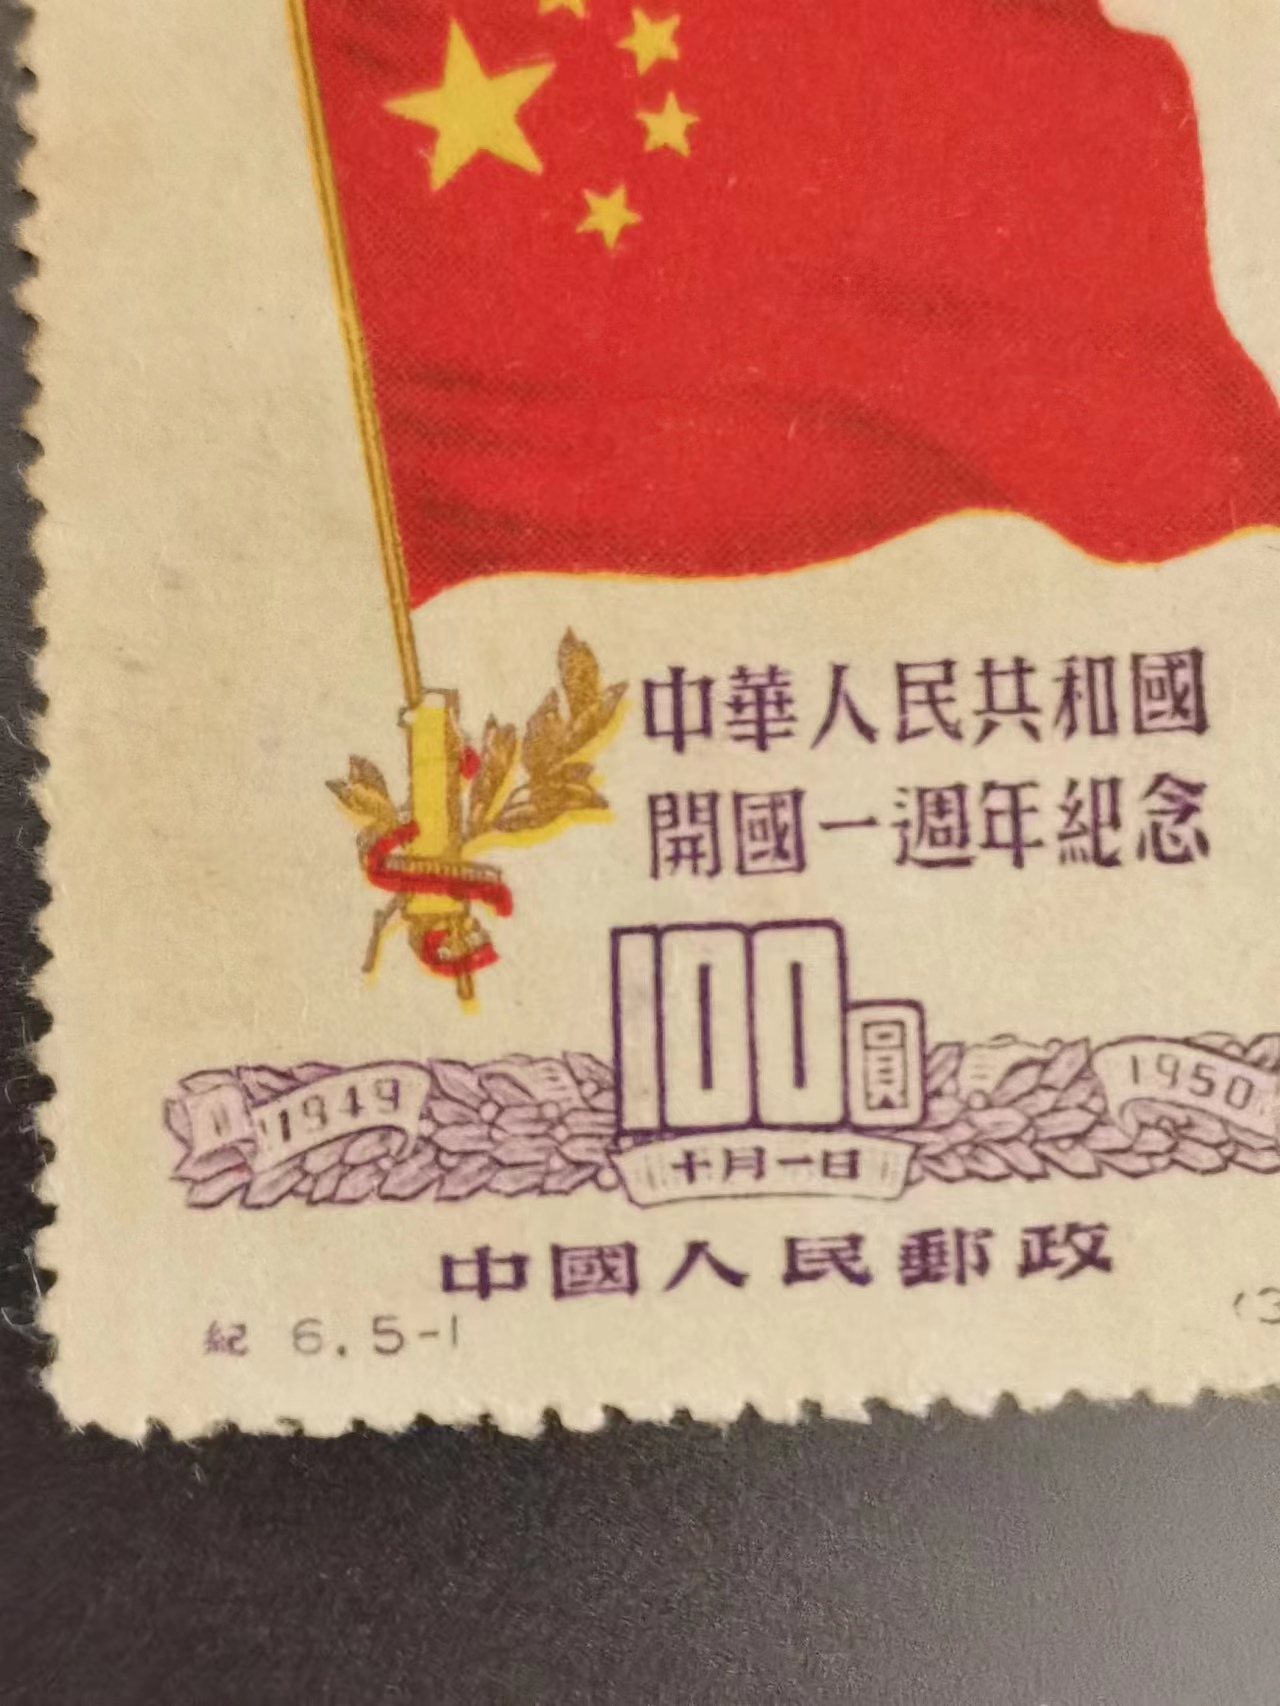 中華人民共和國
開國一週年紀念
100圓
1949
1950
十月一日
中國人民郵政
紀 6.5-1
(3